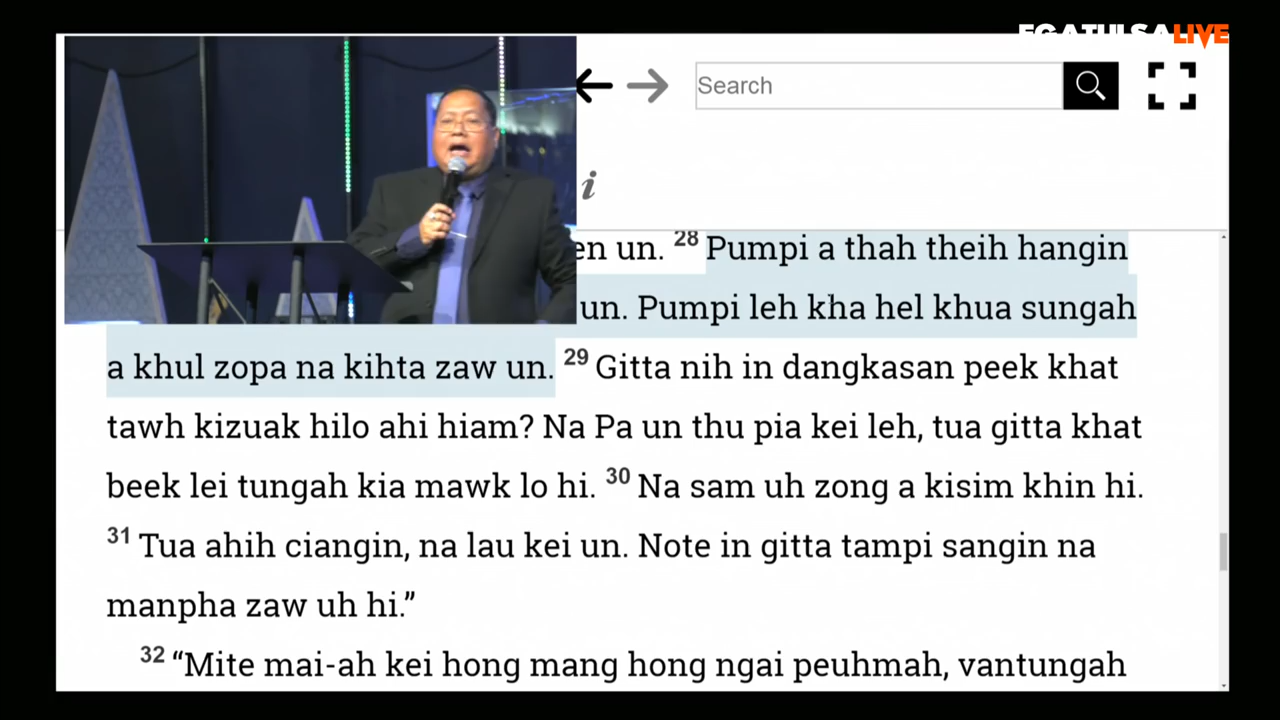 EGATULSALIVE
Search
i
en un. 28 Pumpi a thah theih hangin
un. Pumpi leh kha hel khua sungah
a khul zopa na kihta zaw un. 29 Gitta nih in dangkasan peek khat
tawh kizuak hilo ahi hiam? Na Pa un thu pia kei leh, tua gitta khat
beek lei tungah kia mawk lo hi. 30 Na sam uh zong a kisim khin hi.
31 Tua ahih ciangin, na lau kei un. Note in gitta tampi sangin na
manpha zaw uh hi.”
32 “Mite mai-ah kei hong mang hong ngai peuhmah, vantungah